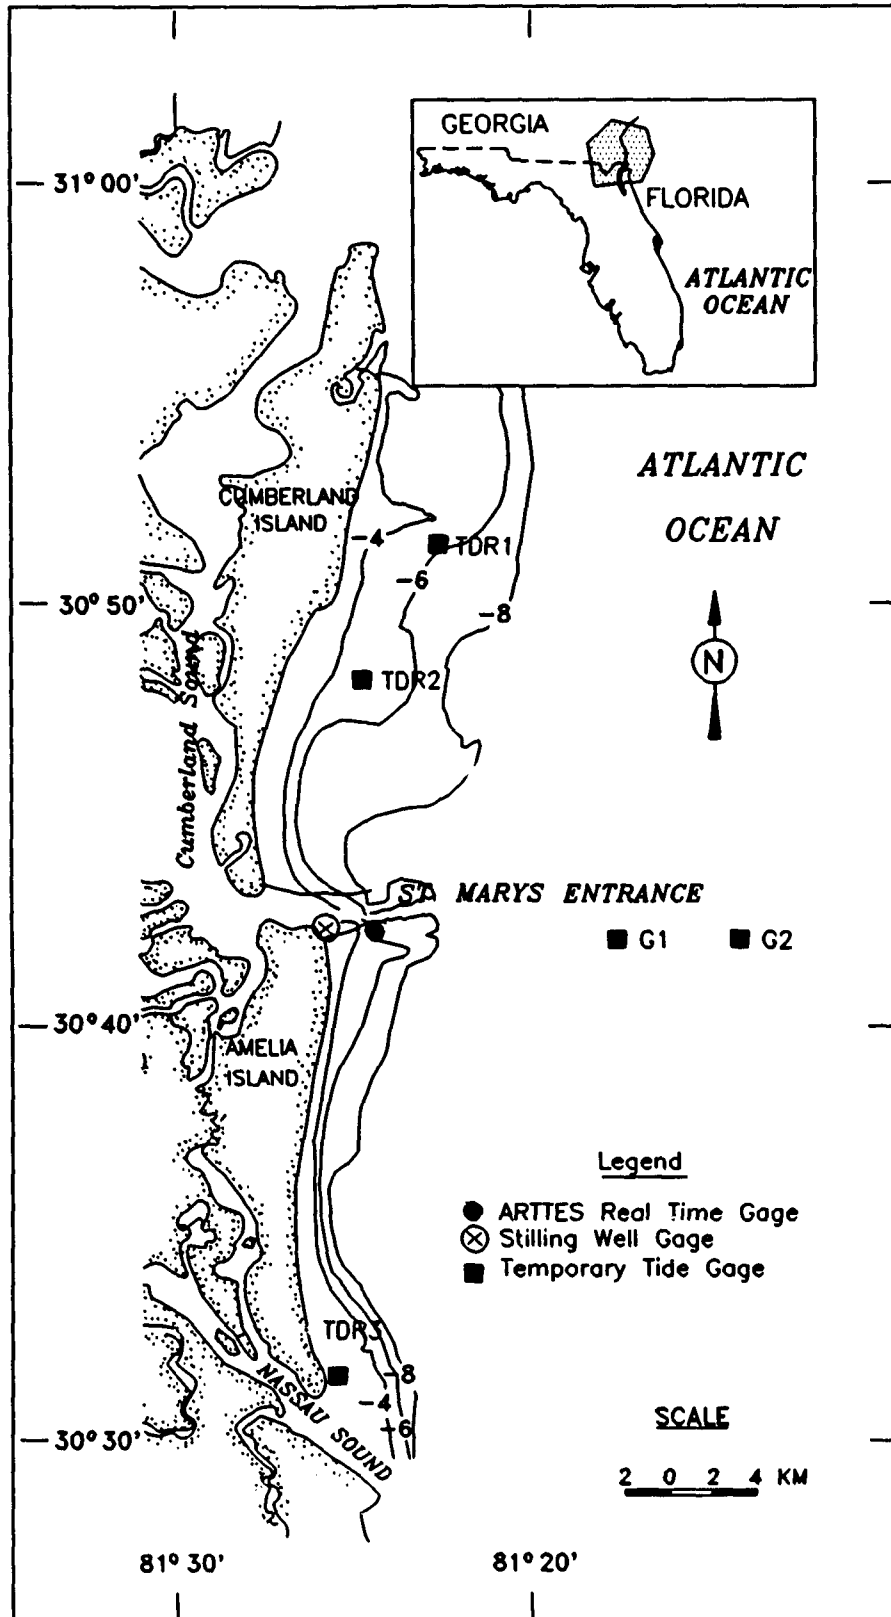 GEORGIA
31° 00'
FLORIDA
ATLANTIC
OCEAN
ATLANTIC
OCEAN
CUMBERLAND
ISLAND
-4
TDR1
-6
30° 50'
-8
N
TDR2
Cumberland Sound
ST. MARYS ENTRANCE
G1
G2
30° 40'
AMELIA
ISLAND
Legend
ARTTES Real Time Gage
Stilling Well Gage
Temporary Tide Gage
TDR3
-8
-4
-6
NASSAU SOUND
30° 30'
SCALE
2 0 2 4 KM
81° 30'
81° 20'